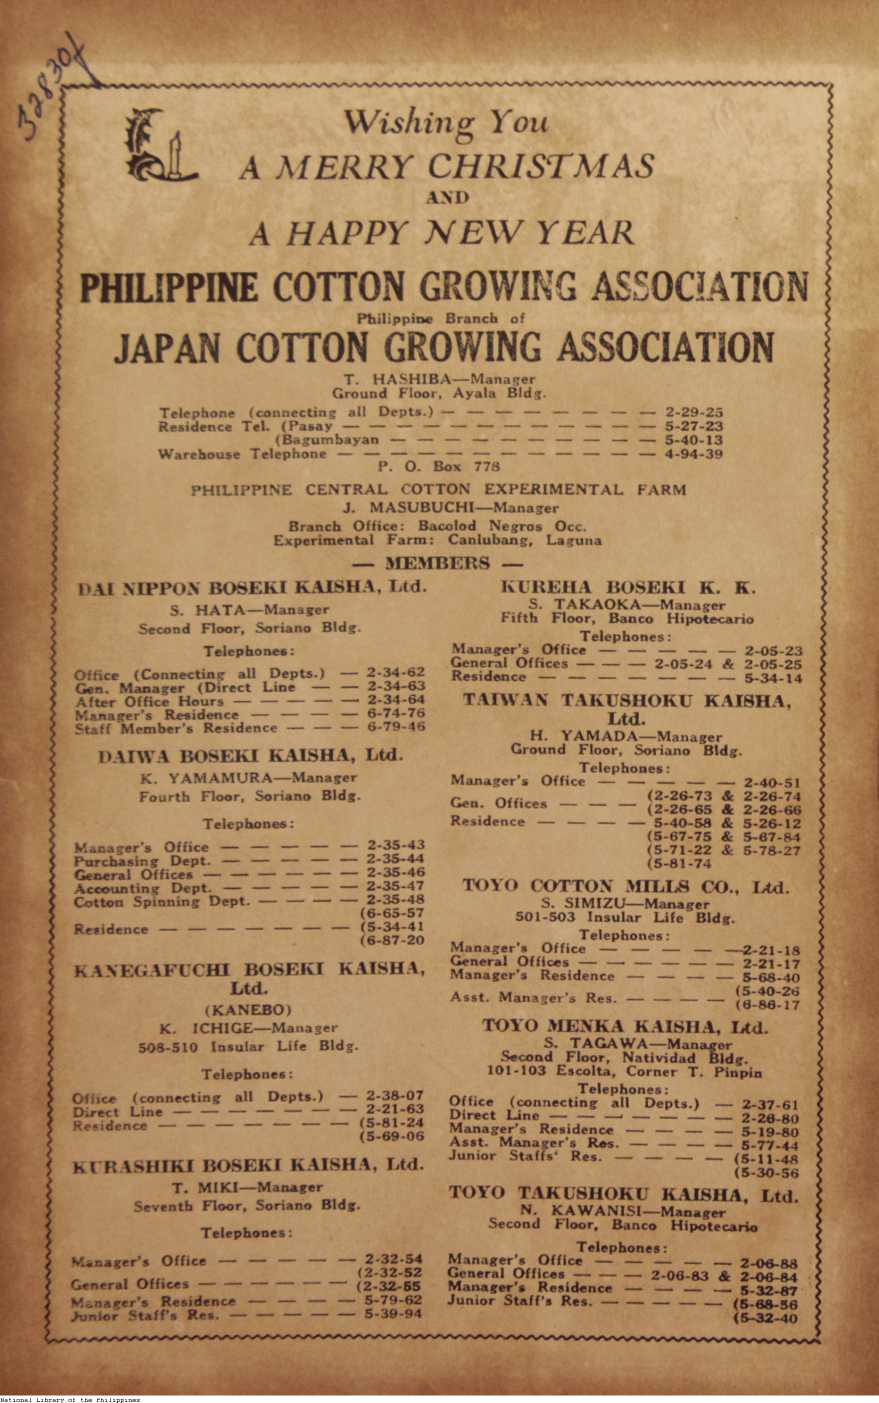 52830f
Wishing You
A MERRY CHRISTMAS
AND
A HAPPY NEW YEAR
PHILIPPINE COTTON GROWING ASSOCIATION
Philippine Branch of
JAPAN COTTON GROWING ASSOCIATION
T. HASHIBA—Manager
Ground Floor, Ayala Bldg.
Telephone (connecting all Depts.) — — — — — — — — 2-29-25
Residence Tel. (Pasay — — — — — — — — — — — — 5-27-23
(Bagumbayan — — — — — — — — — — 5-40-13
Warehouse Telephone — — — — — — — — — — — — 4-94-39
P. O. Box 778
PHILIPPINE CENTRAL COTTON EXPERIMENTAL FARM
J. MASUBUCHI—Manager
Branch Office: Bacolod Negros Occ.
Experimental Farm: Canlubang, Laguna
— MEMBERS —
DAI NIPPON BOSEKI KAISHA, Ltd.
S. HATA—Manager
Second Floor, Soriano Bldg.
Telephones:
Office (Connecting all Depts.) — 2-34-62
Gen. Manager (Direct Line — — 2-34-63
After Office Hours — — — — — 2-34-64
Manager's Residence — — — — 6-74-76
Staff Member's Residence — — — 6-79-46
DAIWA BOSEKI KAISHA, Ltd.
K. YAMAMURA—Manager
Fourth Floor, Soriano Bldg.
Telephones:
Manager's Office — — — — — 2-35-43
Purchasing Dept. — — — — — 2-35-44
General Offices — — — — — — 2-35-46
Accounting Dept. — — — — — 2-35-47
Cotton Spinning Dept. — — — — 2-35-48
(6-65-57
Residence — — — — — — — (5-34-41
(6-87-20
KANEGAFUCHI BOSEKI KAISHA,
Ltd.
(KANEBO)
K. ICHIGE—Manager
508-510 Insular Life Bldg.
Telephones:
Office (connecting all Depts.) — 2-38-07
Direct Line — — — — — — — 2-21-63
Residence — — — — — — — (5-81-24
(5-69-06
KURASHIKI BOSEKI KAISHA, Ltd.
T. MIKI—Manager
Seventh Floor, Soriano Bldg.
Telephones:
Manager's Office — — — — — 2-32-54
(2-32-52
General Offices — — — — — — (2-32-55
Manager's Residence — — — — 5-79-62
Junior Staff's Res. — — — — — 5-39-94
KUREHA BOSEKI K. K.
S. TAKAOKA—Manager
Fifth Floor, Banco Hipotecario
Telephones:
Manager's Office — — — — — 2-05-23
General Offices — — — 2-05-24 & 2-05-25
Residence — — — — — — — 5-34-14
TAIWAN TAKUSHOKU KAISHA,
Ltd.
H. YAMADA—Manager
Ground Floor, Soriano Bldg.
Telephones:
Manager's Office — — — — — 2-40-51
(2-26-73 & 2-26-74
Gen. Offices — — — (2-26-65 & 2-26-66
Residence — — — — 5-40-58 & 5-26-12
(5-67-75 & 5-67-84
(5-71-22 & 5-78-27
(5-81-74
TOYO COTTON MILLS CO., Ltd.
S. SIMIZU—Manager
501-503 Insular Life Bldg.
Telephones:
Manager's Office — — — — —2-21-18
General Offices — — — — — — 2-21-17
Manager's Residence — — — — 5-68-40
(5-40-26
Asst. Manager's Res. — — — — (6-86-17
TOYO MENKA KAISHA, Ltd.
S. TAGAWA—Manager
Second Floor, Natividad Bldg.
101-103 Escolta, Corner T. Pinpin
Telephones:
Office (connecting all Depts.) — 2-37-61
Direct Line — — — — — — — 2-26-80
Manager's Residence — — — — 5-19-80
Asst. Manager's Res. — — — — 5-77-44
Junior Staffs' Res. — — — — (5-11-48
(5-30-56
TOYO TAKUSHOKU KAISHA, Ltd.
N. KAWANISI—Manager
Second Floor, Banco Hipotecario
Telephones:
Manager's Office — — — — — 2-06-88
General Offices — — — 2-06-83 & 2-06-84
Manager's Residence — — — — 5-32-87
Junior Staff's Res. — — — — — (5-68-56
(5-32-40
National Library of the Philippines